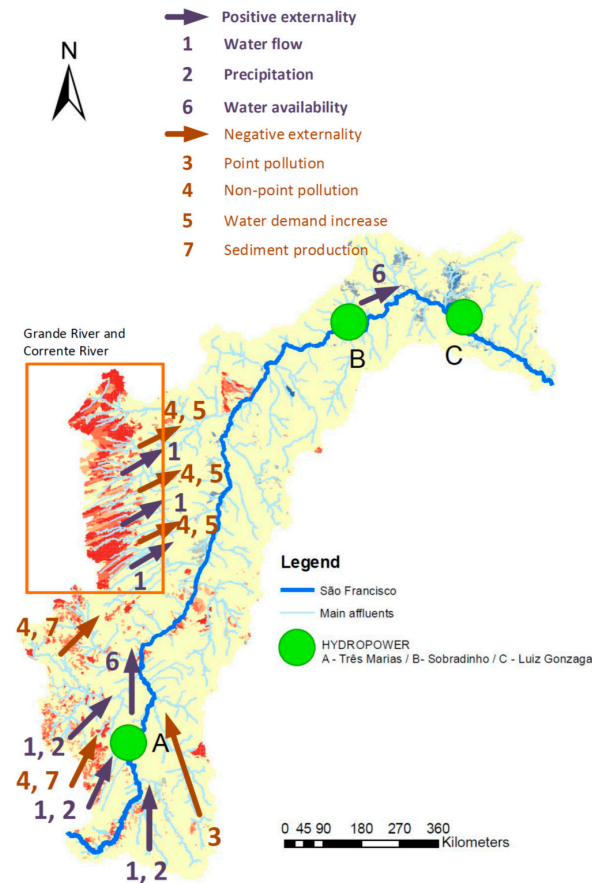 Positive externality
1 Water flow
N
2 Precipitation
6 Water availability
Negative externality
3 Point pollution
4 Non-point pollution
5 Water demand increase
7 Sediment production
6
Grande River and
Corrente River
B
C
4, 5
1
4, 5
1
4, 5
1
Legend
São Francisco
Main affluents
HYDROPOWER
A - Três Marias / B- Sobradinho / C - Luiz Gonzaga
4, 7
6
1, 2
A
4, 7
1, 2
3
1, 2
0 45 90 180 270 360
Kilometers